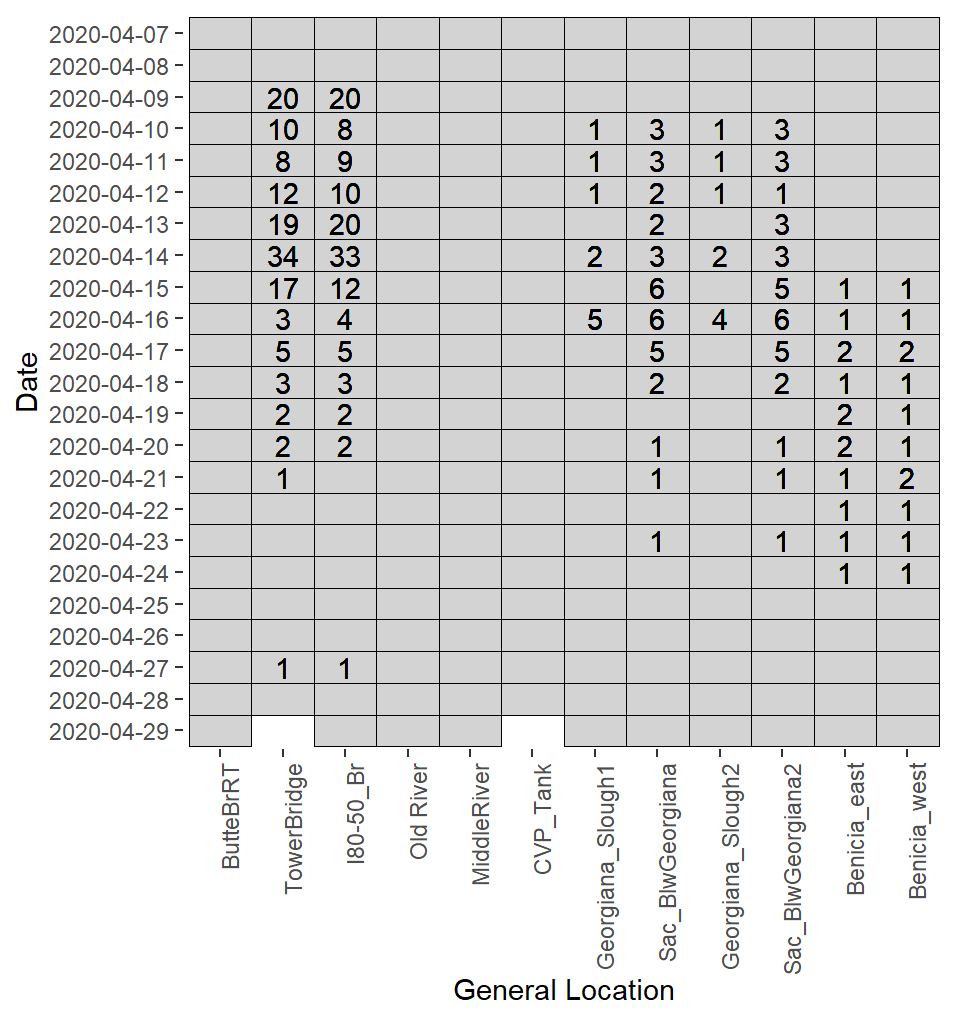 2020-04-07
2020-04-08
2020-04-09 20 20
2020-04-10 10 8 1 3 1 3
2020-04-11 8 9 1 3 1 3
2020-04-12 12 10 1 2 1 1
2020-04-13 19 20 2 3
2020-04-14 34 33 2 3 2 3
2020-04-15 17 12 6 5 1 1
2020-04-16 3 4 5 6 4 6 1 1
2020-04-17 5 5 5 5 2 2
2020-04-18 3 3 2 2 1 1
2020-04-19 2 2 2 1
2020-04-20 2 2 1 1 2 1
2020-04-21 1 1 1 1 2
2020-04-22 1 1
2020-04-23 1 1 1 1
2020-04-24 1 1
2020-04-25
2020-04-26
2020-04-27 1 1
2020-04-28
2020-04-29
Date
ButteBrRT
TowerBridge
I80-50_Br
Old River
MiddleRiver
CVP_Tank
Georgiana_Slough1
Sac_BlwGeorgiana
Georgiana_Slough2
Sac_BlwGeorgiana2
Benicia_east
Benicia_west
General Location